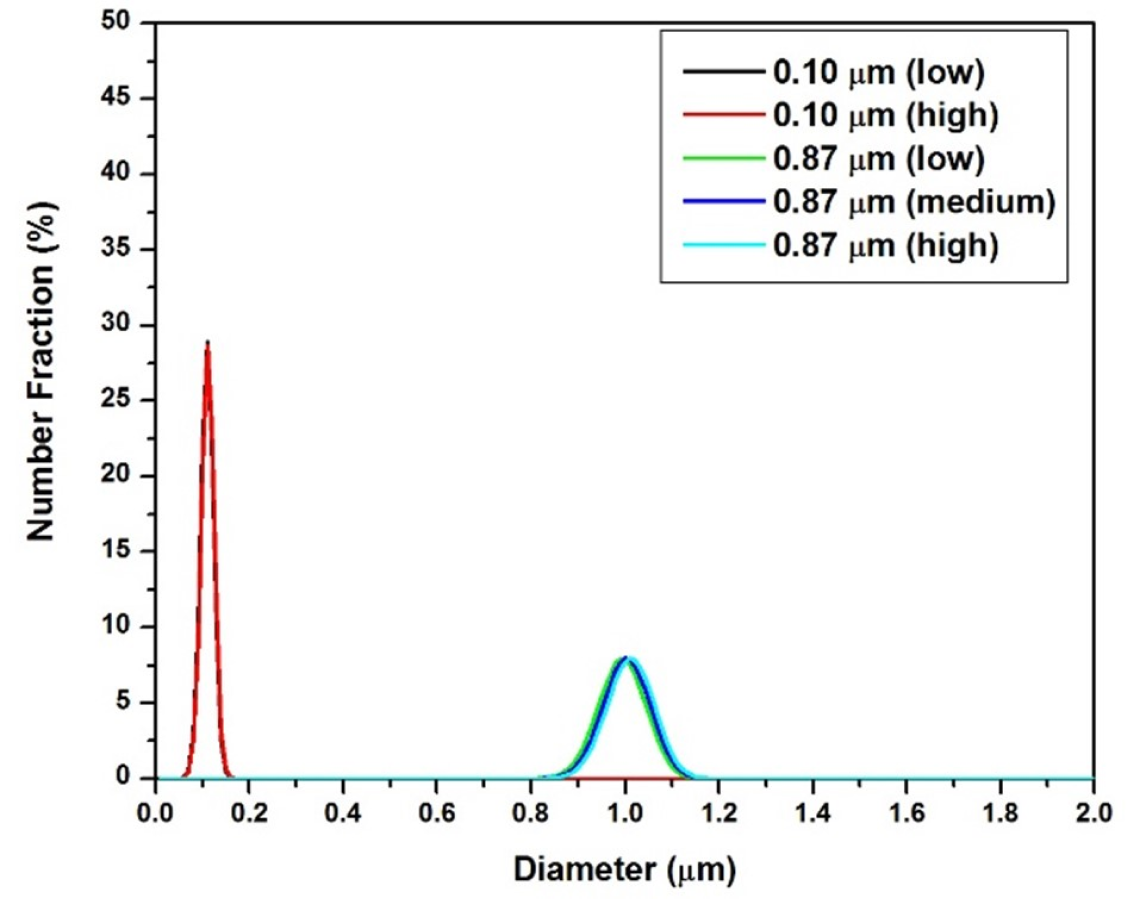 50
45
40
35
30
25
20
15
10
5
0
Number Fraction (%)
0.10 μm (low)
0.10 μm (high)
0.87 μm (low)
0.87 μm (medium)
0.87 μm (high)
0.0 0.2 0.4 0.6 0.8 1.0 1.2 1.4 1.6 1.8 2.0
Diameter (μm)